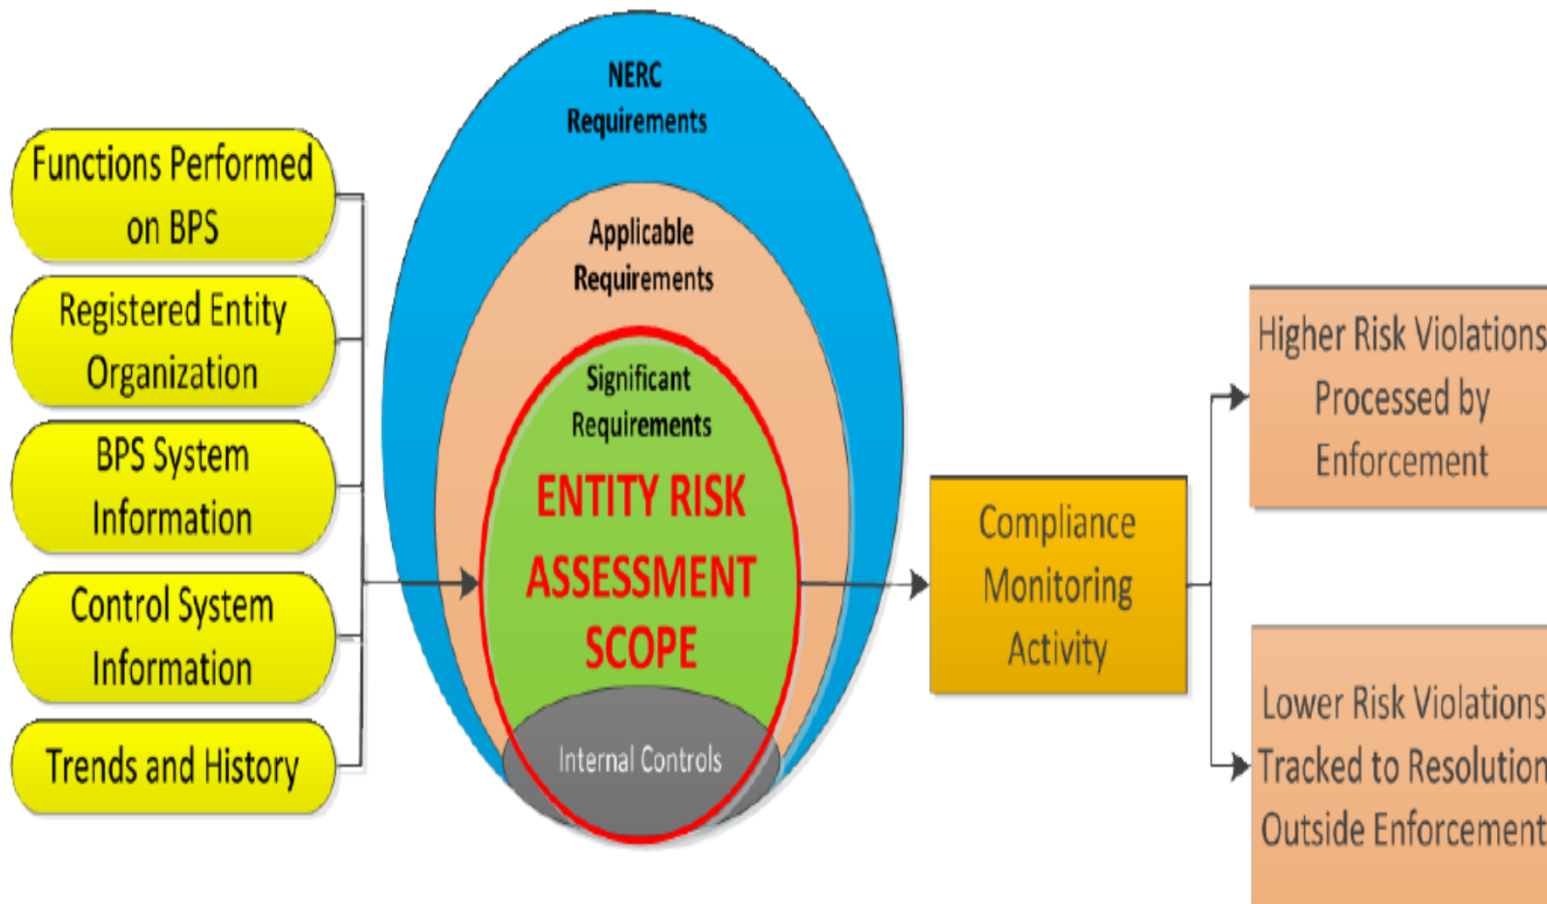 Functions Performed
on BPS
Registered Entity
Organization
BPS System
Information
Control System
Information
Trends and History
NERC
Requirements
Applicable
Requirements
Significant
Requirements
ENTITY RISK
ASSESSMENT
SCOPE
Internal Controls
Compliance
Monitoring
Activity
Higher Risk Violations
Processed by
Enforcement
Lower Risk Violations
Tracked to Resolution
Outside Enforcement